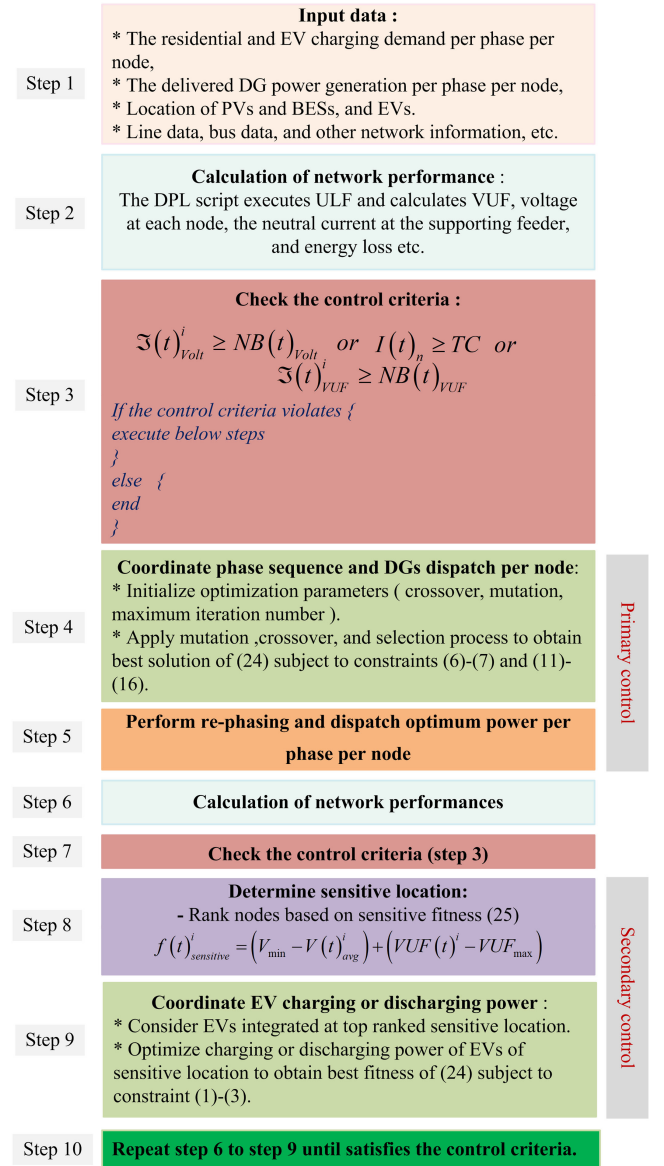 Input data :
* The residential and EV charging demand per phase per
node,
Step 1
* The delivered DG power generation per phase per node,
* Location of PVs and BESs, and EVs.
* Line data, bus data, and other network information, etc.
Calculation of network performance :
Step 2
The DPL script executes ULF and calculates VUF, voltage
at each node, the neutral current at the supporting feeder,
and energy loss etc.
Check the control criteria :
ℑ(t)^i_Volt ≥ NB(t)_Volt or I(t)_n ≥ TC or
ℑ(t)^i_VUF ≥ NB(t)_VUF
Step 3
If the control criteria violates {
execute below steps
}
else {
end
}
Coordinate phase sequence and DGs dispatch per node:
* Initialize optimization parameters ( crossover, mutation,
maximum iteration number ).
Step 4
* Apply mutation ,crossover, and selection process to obtain
best solution of (24) subject to constraints (6)-(7) and (11)-
(16).
Primary control
Step 5
Perform re-phasing and dispatch optimum power per
phase per node
Step 6
Calculation of network performances
Step 7
Check the control criteria (step 3)
Determine sensitive location:
Step 8
- Rank nodes based on sensitive fitness (25)
f(t)^i_sensitive = (V_min − V(t)^i_avg) + (VUF(t)^i − VUF_max)
Secondary control
Coordinate EV charging or discharging power :
* Consider EVs integrated at top ranked sensitive location.
Step 9
* Optimize charging or discharging power of EVs of
sensitive location to obtain best fitness of (24) subject to
constraint (1)-(3).
Step 10
Repeat step 6 to step 9 until satisfies the control criteria.